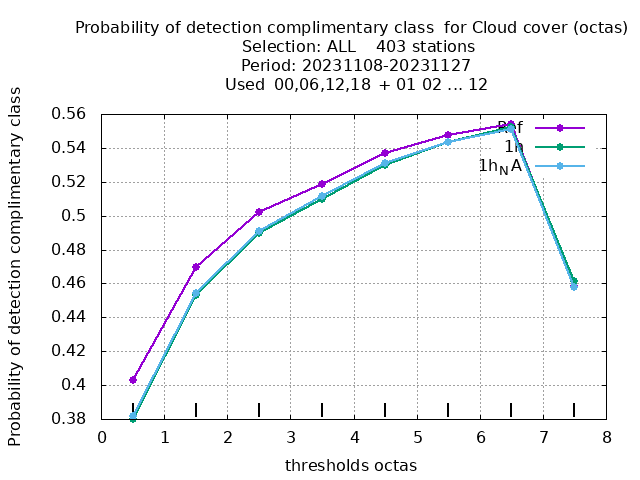 Probability of detection complimentary class  for Cloud cover (octas)
Selection: ALL    403 stations
Period: 20231108-20231127
Used  00,06,12,18  + 01 02 ... 12
Probability of detection complimentary class
0.56
0.54
0.52
0.5
0.48
0.46
0.44
0.42
0.4
0.38
Ref
1h
1h_NA
0 1 2 3 4 5 6 7 8
thresholds octas